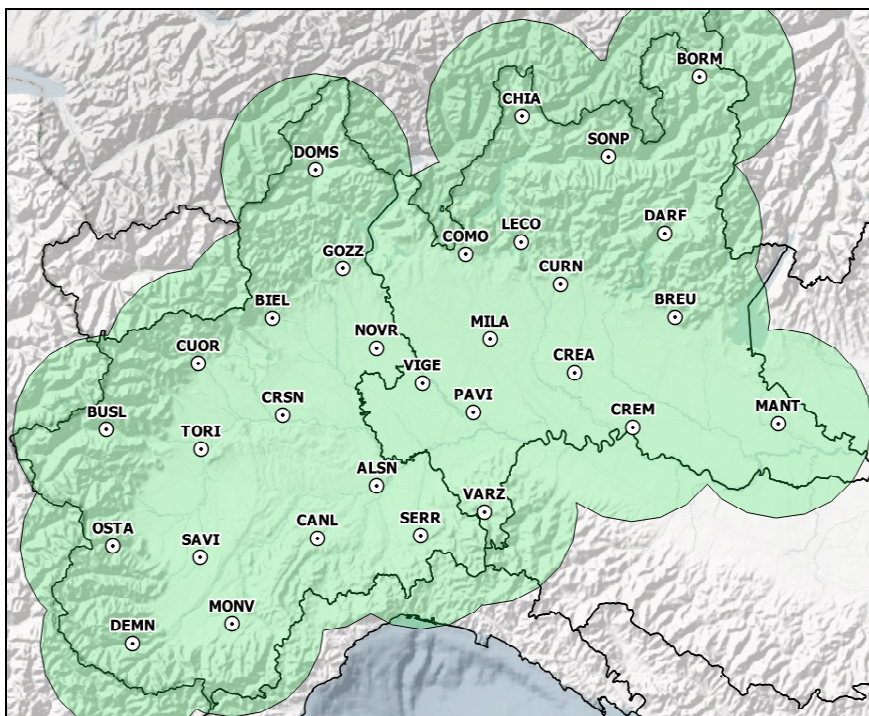 BORM
CHIA
SONP
DOMS
DARF
LECO
COMO
GOZZ
CURN
BREU
BIEL
MILA
NOVR
CUOR
CREA
VIGE
PAVI
CRSN
MANT
CREM
BUSL
TORI
ALSN
VARZ
OSTA
CANL
SERR
SAVI
MONV
DEMN